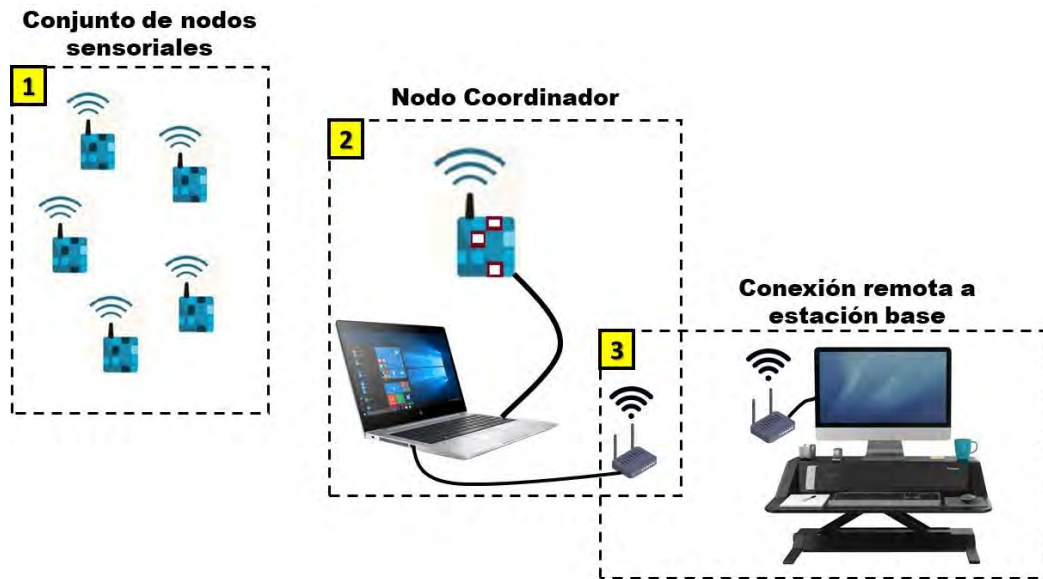 Conjunto de nodos
sensoriales
1
Nodo Coordinador
2
Conexión remota a
estación base
3